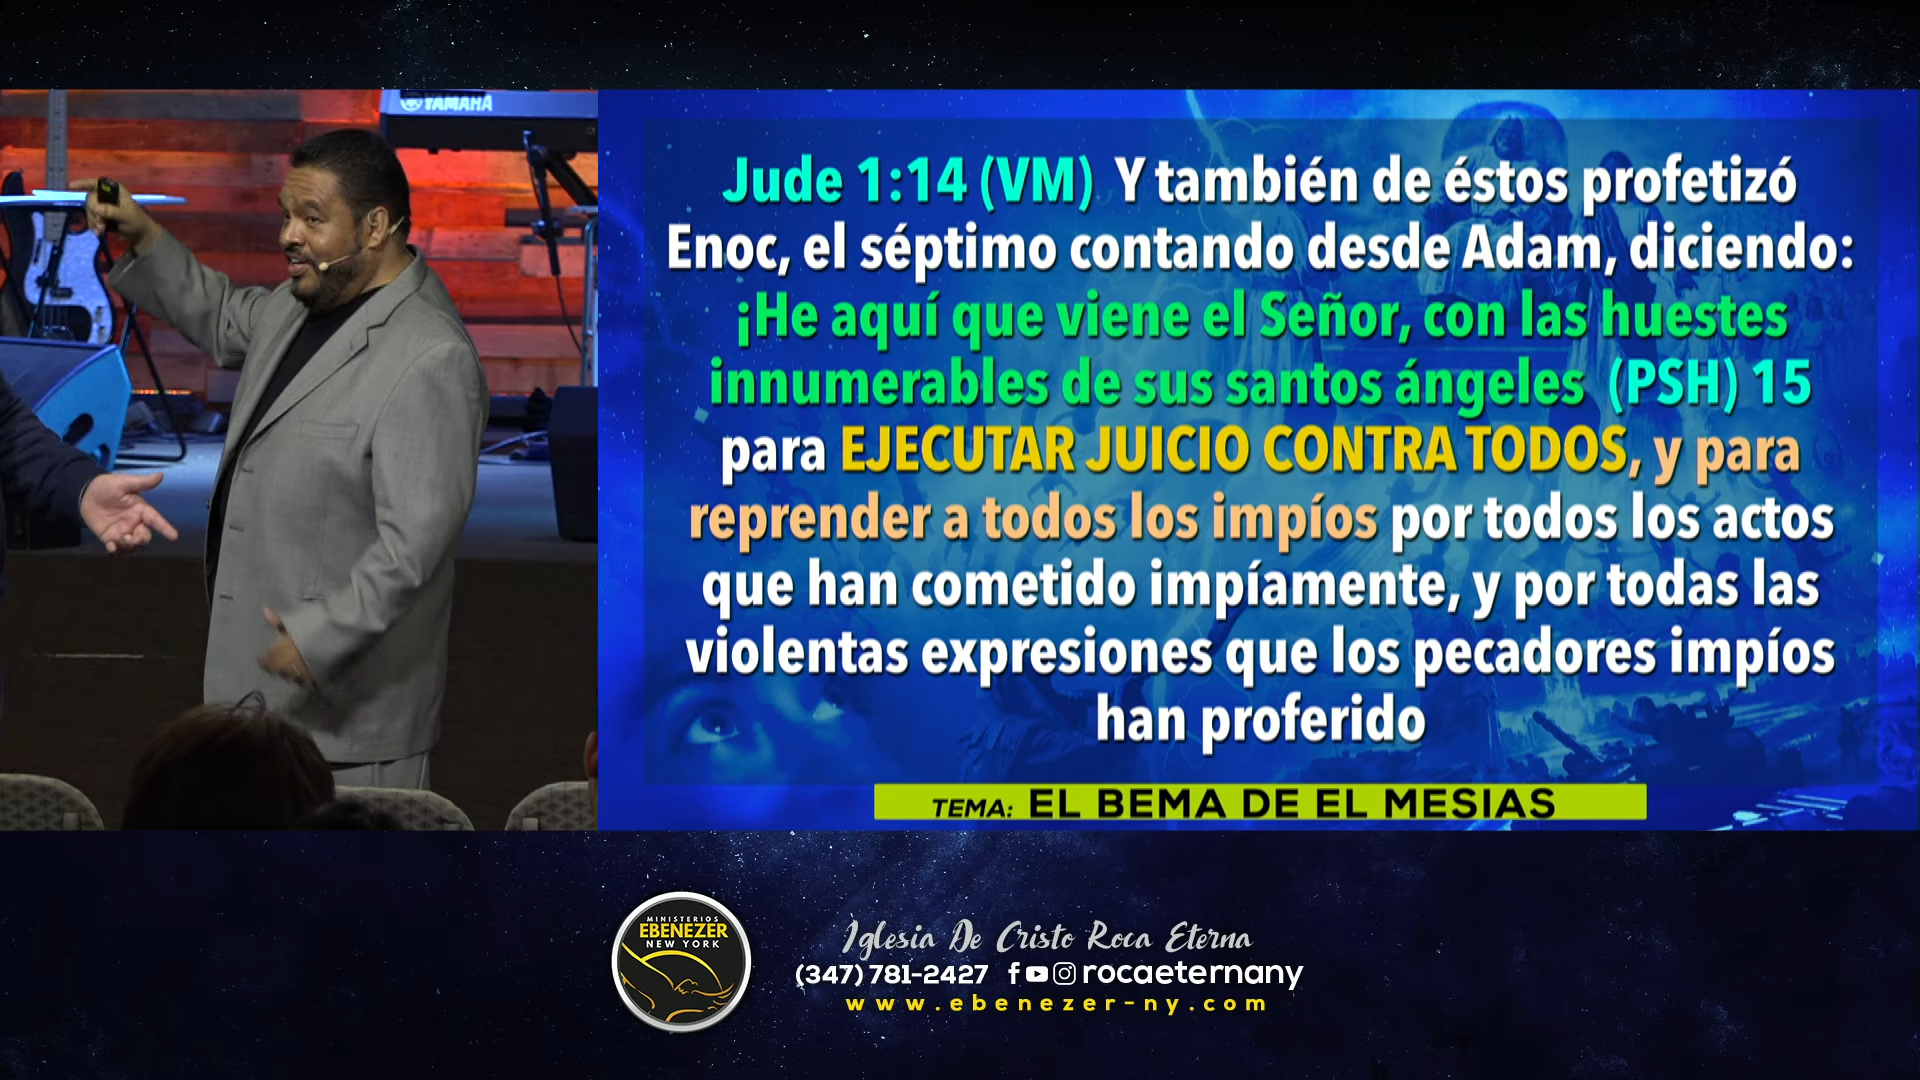 YAMAHA
Jude 1:14 (VM) Y también de éstos profetizó
Enoc, el séptimo contando desde Adam, diciendo:
¡He aquí que viene el Señor, con las huestes
innumerables de sus santos ángeles (PSH) 15
para EJECUTAR JUICIO CONTRA TODOS, y para
reprender a todos los impíos por todos los actos
que han cometido impíamente, y por todas las
violentas expresiones que los pecadores impíos
han proferido
TEMA: EL BEMA DE EL MESIAS
MINISTERIOS
EBENEZER
NEW YORK
Iglesia De Cristo Roca Eterna
(347) 781-2427 rocaeternany
www.ebenezer-ny.com